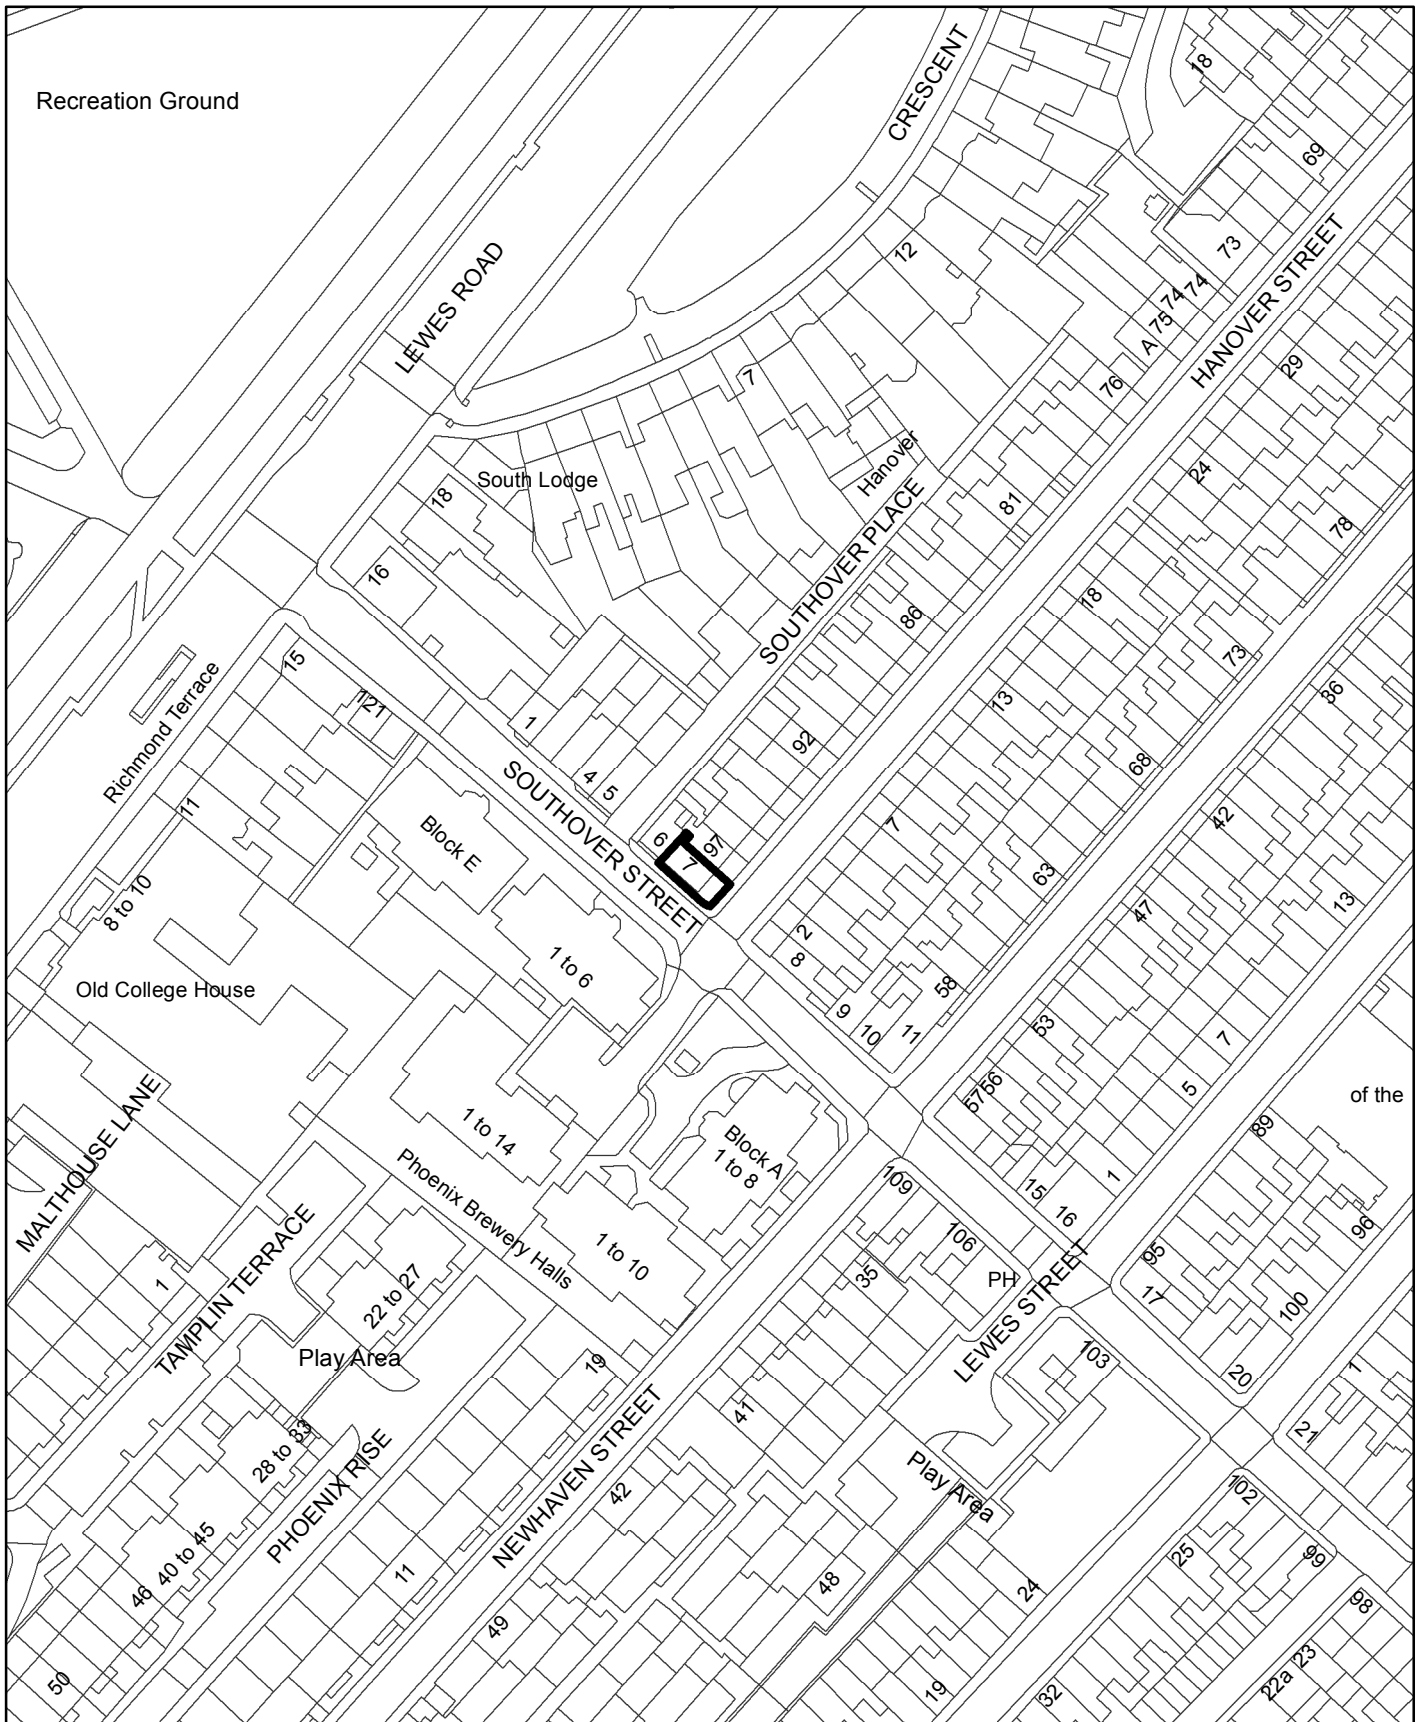 Recreation Ground
CRESCENT
18
69
LEWES ROAD
12
73
HANOVER STREET
74
74
75
A
7
76
29
South Lodge
18
Hanover
24
SOUTHOVER PLACE
81
78
16
86
18
15
Richmond Terrace
121
73
13
36
1
92
68
11
4
5
SOUTHOVER STREET
Block E
6
7
97
7
42
63
8 to 10
47
13
2
8
1 to 6
Old College House
58
9
10
11
53
7
57
56
5
of the
MALTHOUSE LANE
1 to 14
Block A
1 to 8
89
Phoenix Brewery Halls
109
15
16
1
106
96
TAMPLIN TERRACE
1 to 10
35
PH
95
17
1
22 to 27
LEWES STREET
100
Play Area
19
103
20
1
41
21
28 to 33
PHOENIX RISE
NEWHAVEN STREET
42
Play Area
102
40 to 45
46
11
48
25
99
24
98
49
50
19
32
22a
23